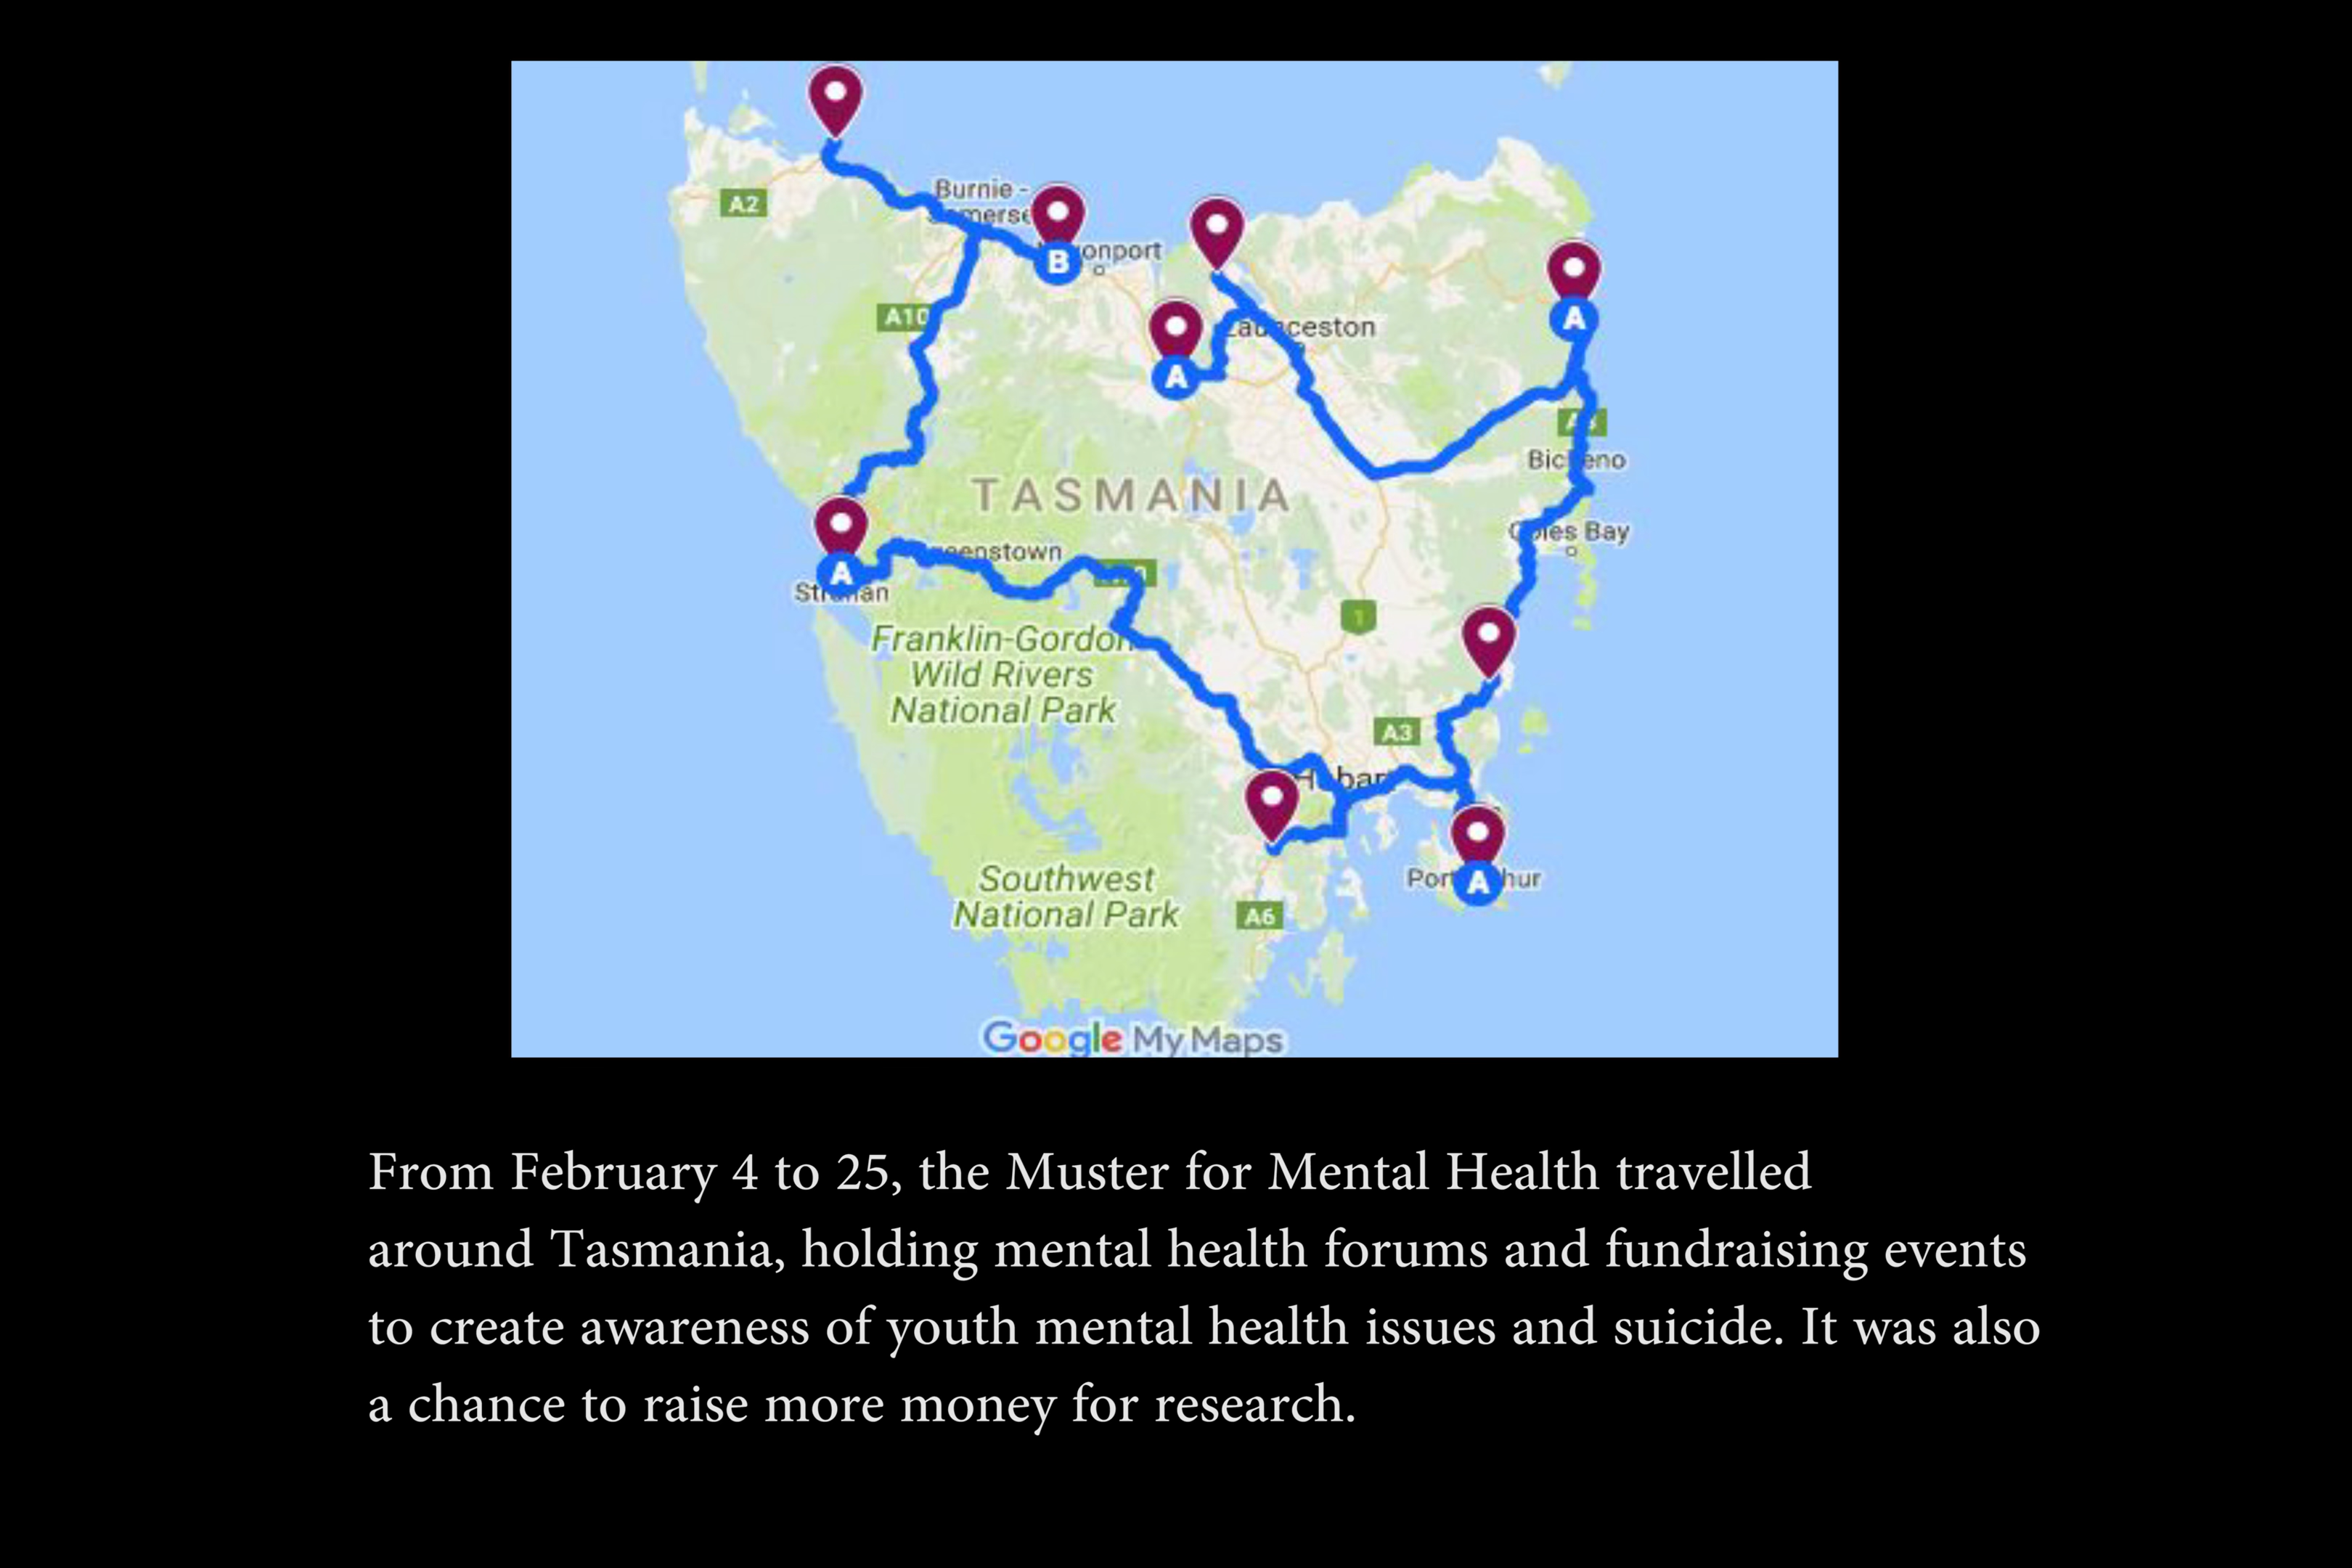 A2
Burnie -
B
A10
A
Launceston
A
TASMANIA
Coles Bay
A
1
Franklin-Gordon
Wild Rivers
National Park
A3
Southwest
National Park
A6
A
Google My Maps
From February 4 to 25, the Muster for Mental Health travelled
around Tasmania, holding mental health forums and fundraising events
to create awareness of youth mental health issues and suicide. It was also
a chance to raise more money for research.